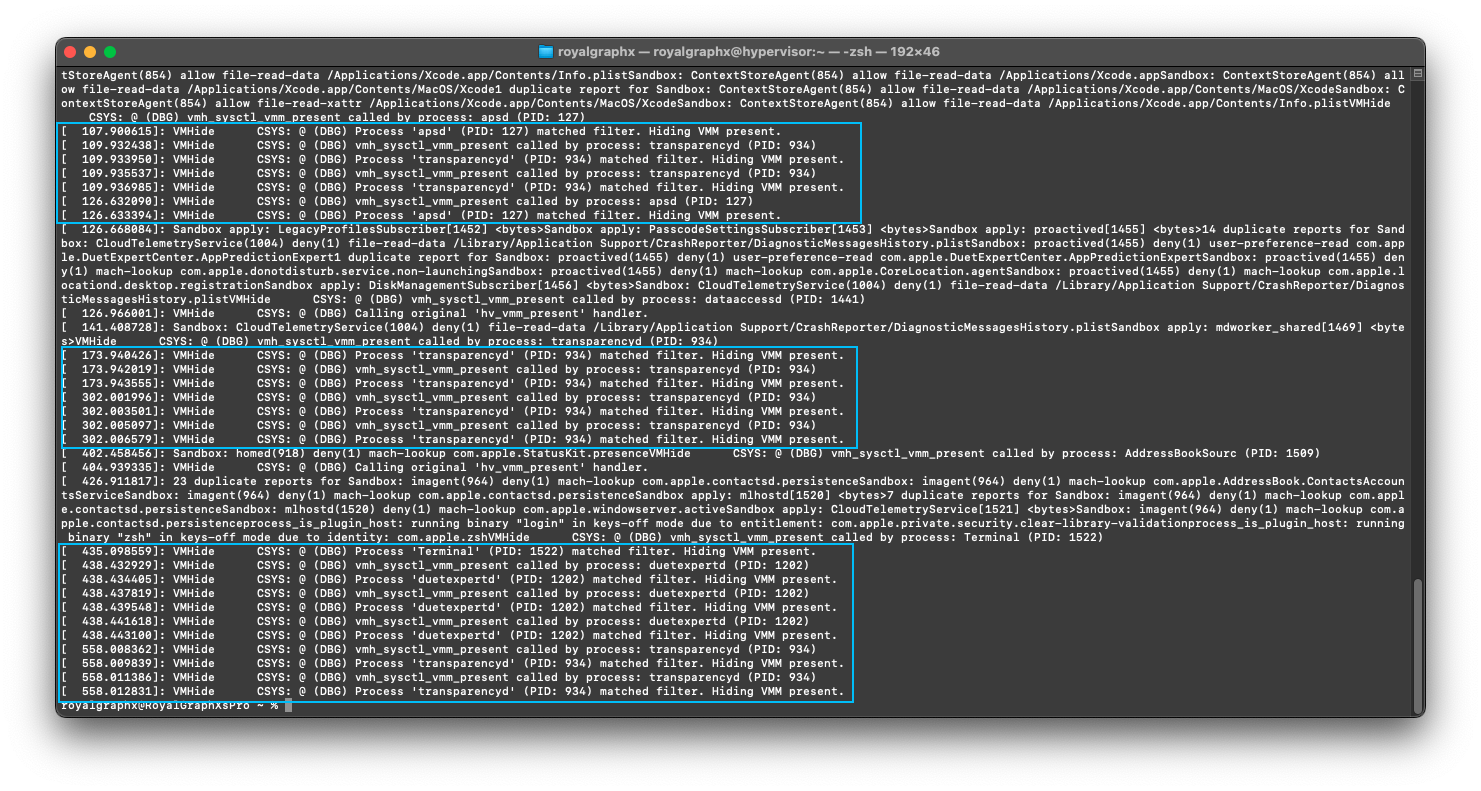 royalgraphx — royalgraphx@hypervisor:~ — -zsh — 192×46
tStoreAgent(854) allow file-read-data /Applications/Xcode.app/Contents/Info.plistSandbox: ContextStoreAgent(854) allow file-read-data /Applications/Xcode.appSandbox: ContextStoreAgent(854) all
ow file-read-data /Applications/Xcode.app/Contents/MacOS/Xcode1 duplicate report for Sandbox: ContextStoreAgent(854) allow file-read-data /Applications/Xcode.app/Contents/MacOS/XcodeSandbox: C
ontextStoreAgent(854) allow file-read-xattr /Applications/Xcode.app/Contents/MacOS/XcodeSandbox: ContextStoreAgent(854) allow file-read-data /Applications/Xcode.app/Contents/Info.plistVMHide
CSYS: @ (DBG) vmh_sysctl_vmm_present called by process: apsd (PID: 127)
[  107.900615]: VMHide      CSYS: @ (DBG) Process 'apsd' (PID: 127) matched filter. Hiding VMM present.
[  109.932438]: VMHide      CSYS: @ (DBG) vmh_sysctl_vmm_present called by process: transparencyd (PID: 934)
[  109.933950]: VMHide      CSYS: @ (DBG) Process 'transparencyd' (PID: 934) matched filter. Hiding VMM present.
[  109.935537]: VMHide      CSYS: @ (DBG) vmh_sysctl_vmm_present called by process: transparencyd (PID: 934)
[  109.936985]: VMHide      CSYS: @ (DBG) Process 'transparencyd' (PID: 934) matched filter. Hiding VMM present.
[  126.632090]: VMHide      CSYS: @ (DBG) vmh_sysctl_vmm_present called by process: apsd (PID: 127)
[  126.633394]: VMHide      CSYS: @ (DBG) Process 'apsd' (PID: 127) matched filter. Hiding VMM present.
[  126.668084]: Sandbox apply: LegacyProfilesSubscriber[1452] <bytes>Sandbox apply: PasscodeSettingsSubscriber[1453] <bytes>Sandbox apply: proactived[1455] <bytes>14 duplicate reports for Sand
box: CloudTelemetryService(1004) deny(1) file-read-data /Library/Application Support/CrashReporter/DiagnosticMessagesHistory.plistSandbox: proactived(1455) deny(1) user-preference-read com.app
le.DuetExpertCenter.AppPredictionExpert1 duplicate report for Sandbox: proactived(1455) deny(1) user-preference-read com.apple.DuetExpertCenter.AppPredictionExpertSandbox: proactived(1455) den
y(1) mach-lookup com.apple.donotdisturb.service.non-launchingSandbox: proactived(1455) deny(1) mach-lookup com.apple.CoreLocation.agentSandbox: proactived(1455) deny(1) mach-lookup com.apple.l
ocationd.desktop.registrationSandbox apply: DiskManagementSubscriber[1456] <bytes>Sandbox: CloudTelemetryService(1004) deny(1) file-read-data /Library/Application Support/CrashReporter/Diagnos
ticMessagesHistory.plistVMHide      CSYS: @ (DBG) vmh_sysctl_vmm_present called by process: dataaccessd (PID: 1441)
[  126.966001]: VMHide      CSYS: @ (DBG) Calling original 'hv_vmm_present' handler.
[  141.408728]: Sandbox: CloudTelemetryService(1004) deny(1) file-read-data /Library/Application Support/CrashReporter/DiagnosticMessagesHistory.plistSandbox apply: mdworker_shared[1469] <byte
s>VMHide      CSYS: @ (DBG) vmh_sysctl_vmm_present called by process: transparencyd (PID: 934)
[  173.940426]: VMHide      CSYS: @ (DBG) Process 'transparencyd' (PID: 934) matched filter. Hiding VMM present.
[  173.942019]: VMHide      CSYS: @ (DBG) vmh_sysctl_vmm_present called by process: transparencyd (PID: 934)
[  173.943555]: VMHide      CSYS: @ (DBG) Process 'transparencyd' (PID: 934) matched filter. Hiding VMM present.
[  302.001996]: VMHide      CSYS: @ (DBG) vmh_sysctl_vmm_present called by process: transparencyd (PID: 934)
[  302.003501]: VMHide      CSYS: @ (DBG) Process 'transparencyd' (PID: 934) matched filter. Hiding VMM present.
[  302.005097]: VMHide      CSYS: @ (DBG) vmh_sysctl_vmm_present called by process: transparencyd (PID: 934)
[  302.006579]: VMHide      CSYS: @ (DBG) Process 'transparencyd' (PID: 934) matched filter. Hiding VMM present.
[  402.458456]: Sandbox: homed(918) deny(1) mach-lookup com.apple.StatusKit.presenceVMHide      CSYS: @ (DBG) vmh_sysctl_vmm_present called by process: AddressBookSourc (PID: 1509)
[  404.939335]: VMHide      CSYS: @ (DBG) Calling original 'hv_vmm_present' handler.
[  426.911817]: 23 duplicate reports for Sandbox: imagent(964) deny(1) mach-lookup com.apple.contactsd.persistenceSandbox: imagent(964) deny(1) mach-lookup com.apple.AddressBook.ContactsAccoun
tsServiceSandbox: imagent(964) deny(1) mach-lookup com.apple.contactsd.persistenceSandbox apply: mlhostd[1520] <bytes>7 duplicate reports for Sandbox: imagent(964) deny(1) mach-lookup com.appl
e.contactsd.persistenceSandbox: mlhostd(1520) deny(1) mach-lookup com.apple.windowserver.activeSandbox apply: CloudTelemetryService[1521] <bytes>Sandbox: imagent(964) deny(1) mach-lookup com.a
pple.contactsd.persistenceprocess_is_plugin_host: running binary "login" in keys-off mode due to entitlement: com.apple.private.security.clear-library-validationprocess_is_plugin_host: running
binary "zsh" in keys-off mode due to identity: com.apple.zshVMHide      CSYS: @ (DBG) vmh_sysctl_vmm_present called by process: Terminal (PID: 1522)
[  435.098559]: VMHide      CSYS: @ (DBG) Process 'Terminal' (PID: 1522) matched filter. Hiding VMM present.
[  438.432929]: VMHide      CSYS: @ (DBG) vmh_sysctl_vmm_present called by process: duetexpertd (PID: 1202)
[  438.434405]: VMHide      CSYS: @ (DBG) Process 'duetexpertd' (PID: 1202) matched filter. Hiding VMM present.
[  438.437819]: VMHide      CSYS: @ (DBG) vmh_sysctl_vmm_present called by process: duetexpertd (PID: 1202)
[  438.439548]: VMHide      CSYS: @ (DBG) Process 'duetexpertd' (PID: 1202) matched filter. Hiding VMM present.
[  438.441618]: VMHide      CSYS: @ (DBG) vmh_sysctl_vmm_present called by process: duetexpertd (PID: 1202)
[  438.443100]: VMHide      CSYS: @ (DBG) Process 'duetexpertd' (PID: 1202) matched filter. Hiding VMM present.
[  558.008362]: VMHide      CSYS: @ (DBG) vmh_sysctl_vmm_present called by process: transparencyd (PID: 934)
[  558.009839]: VMHide      CSYS: @ (DBG) Process 'transparencyd' (PID: 934) matched filter. Hiding VMM present.
[  558.011386]: VMHide      CSYS: @ (DBG) vmh_sysctl_vmm_present called by process: transparencyd (PID: 934)
[  558.012831]: VMHide      CSYS: @ (DBG) Process 'transparencyd' (PID: 934) matched filter. Hiding VMM present.
royalgraphx@RoyalGraphXsPro ~ %